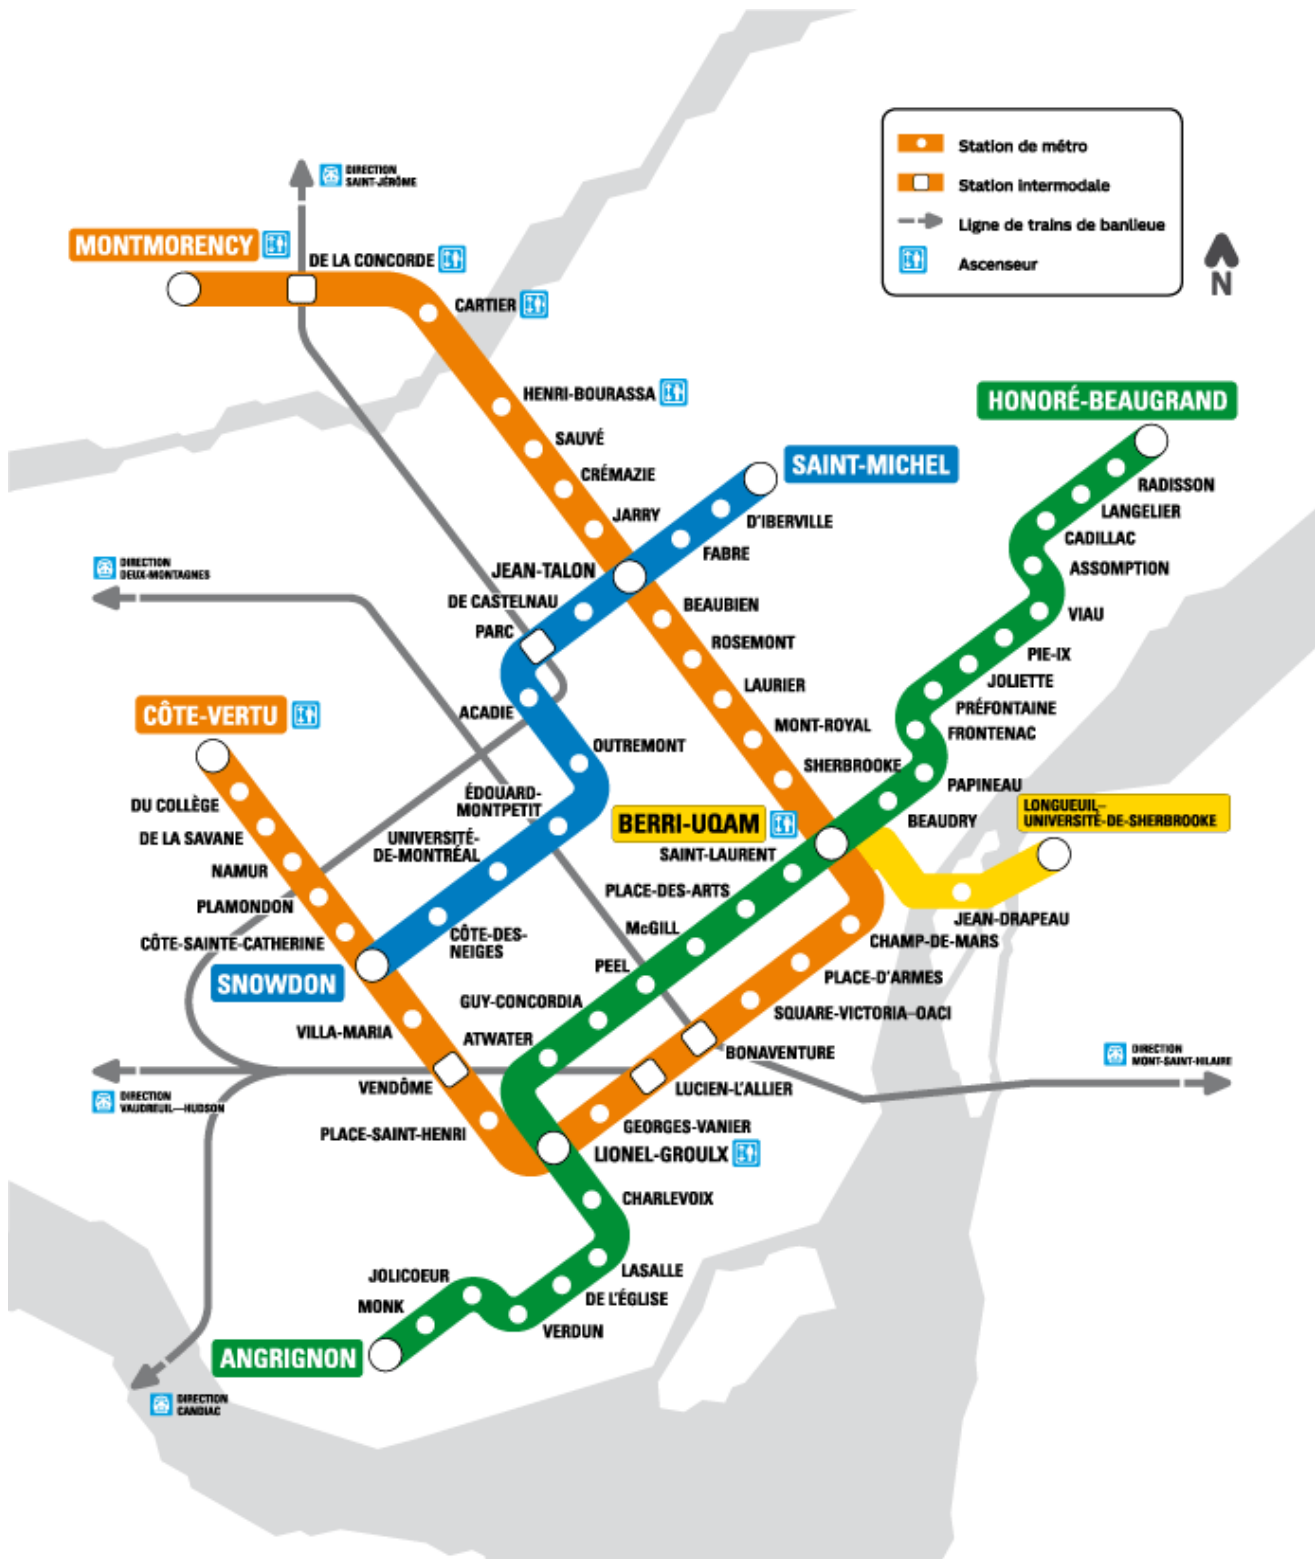 Station de métro
Station intermodale
Ligne de trains de banlieue
Ascenseur
N
DIRECTION
SAINT-JÉRÔME
MONTMORENCY
DE LA CONCORDE
CARTIER
HENRI-BOURASSA
SAUVÉ
CRÉMAZIE
JARRY
HONORÉ-BEAUGRAND
SAINT-MICHEL
RADISSON
LANGELIER
CADILLAC
ASSOMPTION
VIAU
PIE-IX
JOLIETTE
PRÉFONTAINE
FRONTENAC
PAPINEAU
BEAUDRY
D'IBERVILLE
FABRE
JEAN-TALON
DE CASTELNAU
PARC
ACADIE
OUTREMONT
ÉDOUARD-
MONTPETIT
UNIVERSITÉ-
DE-MONTRÉAL
CÔTE-DES-
NEIGES
BEAUBIEN
ROSEMONT
LAURIER
MONT-ROYAL
SHERBROOKE
DIRECTION
DEUX-MONTAGNES
CÔTE-VERTU
DU COLLÈGE
DE LA SAVANE
NAMUR
PLAMONDON
CÔTE-SAINTE-CATHERINE
SNOWDON
VILLA-MARIA
VENDÔME
PLACE-SAINT-HENRI
BERRI-UQAM
LONGUEUIL–
UNIVERSITÉ-DE-SHERBROOKE
JEAN-DRAPEAU
SAINT-LAURENT
PLACE-DES-ARTS
McGILL
PEEL
GUY-CONCORDIA
ATWATER
CHAMP-DE-MARS
PLACE-D'ARMES
SQUARE-VICTORIA–OACI
BONAVENTURE
LUCIEN-L'ALLIER
GEORGES-VANIER
LIONEL-GROULX
DIRECTION
MONT-SAINT-HILAIRE
DIRECTION
VAUDREUIL—HUDSON
CHARLEVOIX
LASALLE
DE L'ÉGLISE
VERDUN
JOLICOEUR
MONK
ANGRIGNON
DIRECTION
CANDIAC